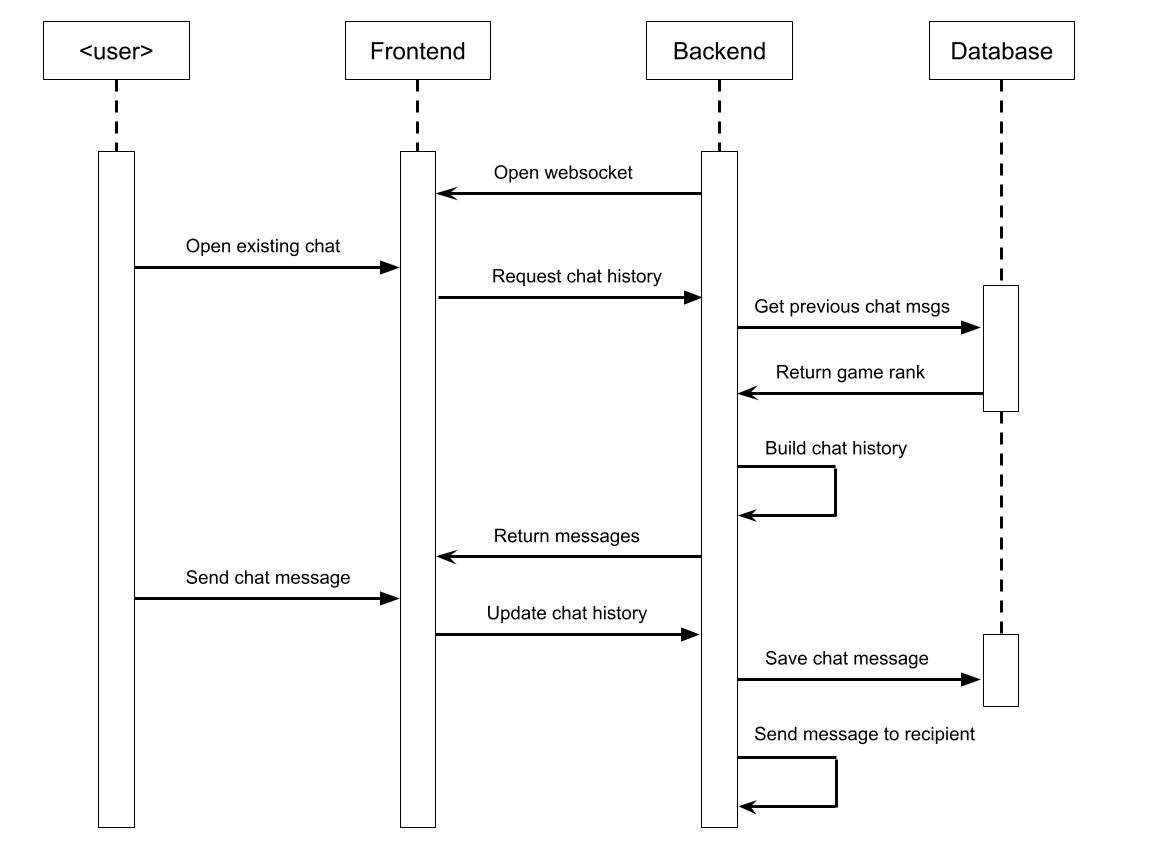 <user>
Frontend
Backend
Database
Open websocket
Open existing chat
Request chat history
Get previous chat msgs
Return game rank
Build chat history
Return messages
Send chat message
Update chat history
Save chat message
Send message to recipient